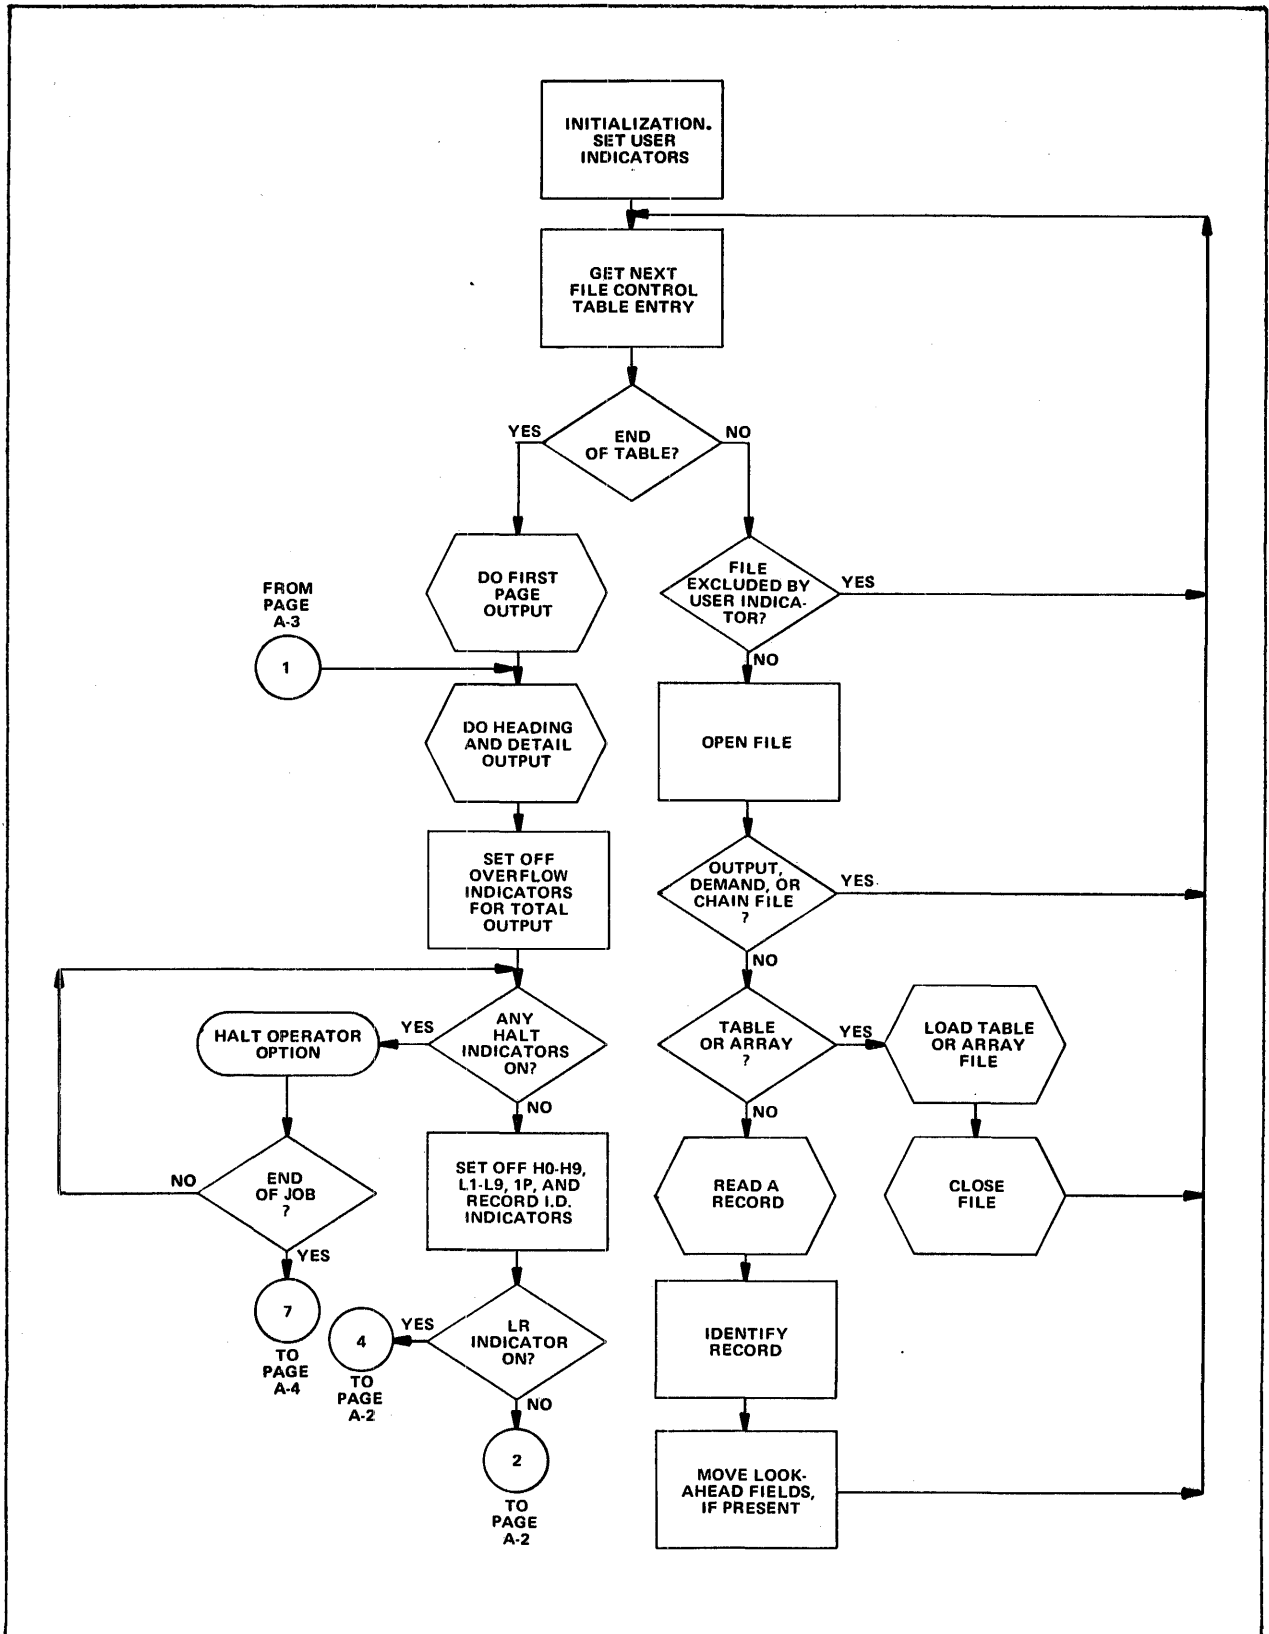 INITIALIZATION.
SET USER
INDICATORS
GET NEXT
FILE CONTROL
TABLE ENTRY
END
OF TABLE?
YES
NO
DO FIRST
PAGE
OUTPUT
FILE
EXCLUDED BY
USER INDICA-
TOR?
YES
NO
FROM
PAGE
A-3
1
DO HEADING
AND DETAIL
OUTPUT
OPEN FILE
SET OFF
OVERFLOW
INDICATORS
FOR TOTAL
OUTPUT
OUTPUT,
DEMAND, OR
CHAIN FILE
?
YES
NO
ANY
HALT
INDICATORS
ON?
YES
NO
HALT OPERATOR
OPTION
TABLE
OR ARRAY
?
YES
NO
LOAD TABLE
OR ARRAY
FILE
END
OF JOB
?
NO
YES
SET OFF H0-H9,
L1-L9, 1P, AND
RECORD I.D.
INDICATORS
READ A
RECORD
CLOSE
FILE
7
TO
PAGE
A-4
LR
INDICATOR
ON?
YES
NO
4
TO
PAGE
A-2
IDENTIFY
RECORD
2
TO
PAGE
A-2
MOVE LOOK-
AHEAD FIELDS,
IF PRESENT